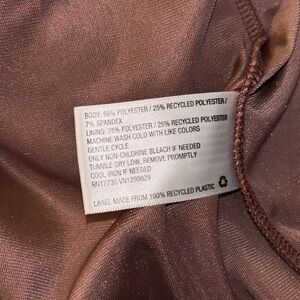 BODY: 68% POLYESTER / 25% RECYCLED POLYESTER /
7% SPANDEX
LINING: 75% POLYESTER / 25% RECYCLED POLYESTER
MACHINE WASH COLD WITH LIKE COLORS
GENTLE CYCLE
ONLY NON-CHLORINE BLEACH IF NEEDED
TUMBLE DRY LOW, REMOVE PROMPTLY
COOL IRON IF NEEDED
RN17730 VN1299629
LABEL MADE FROM 100% RECYCLED PLASTIC